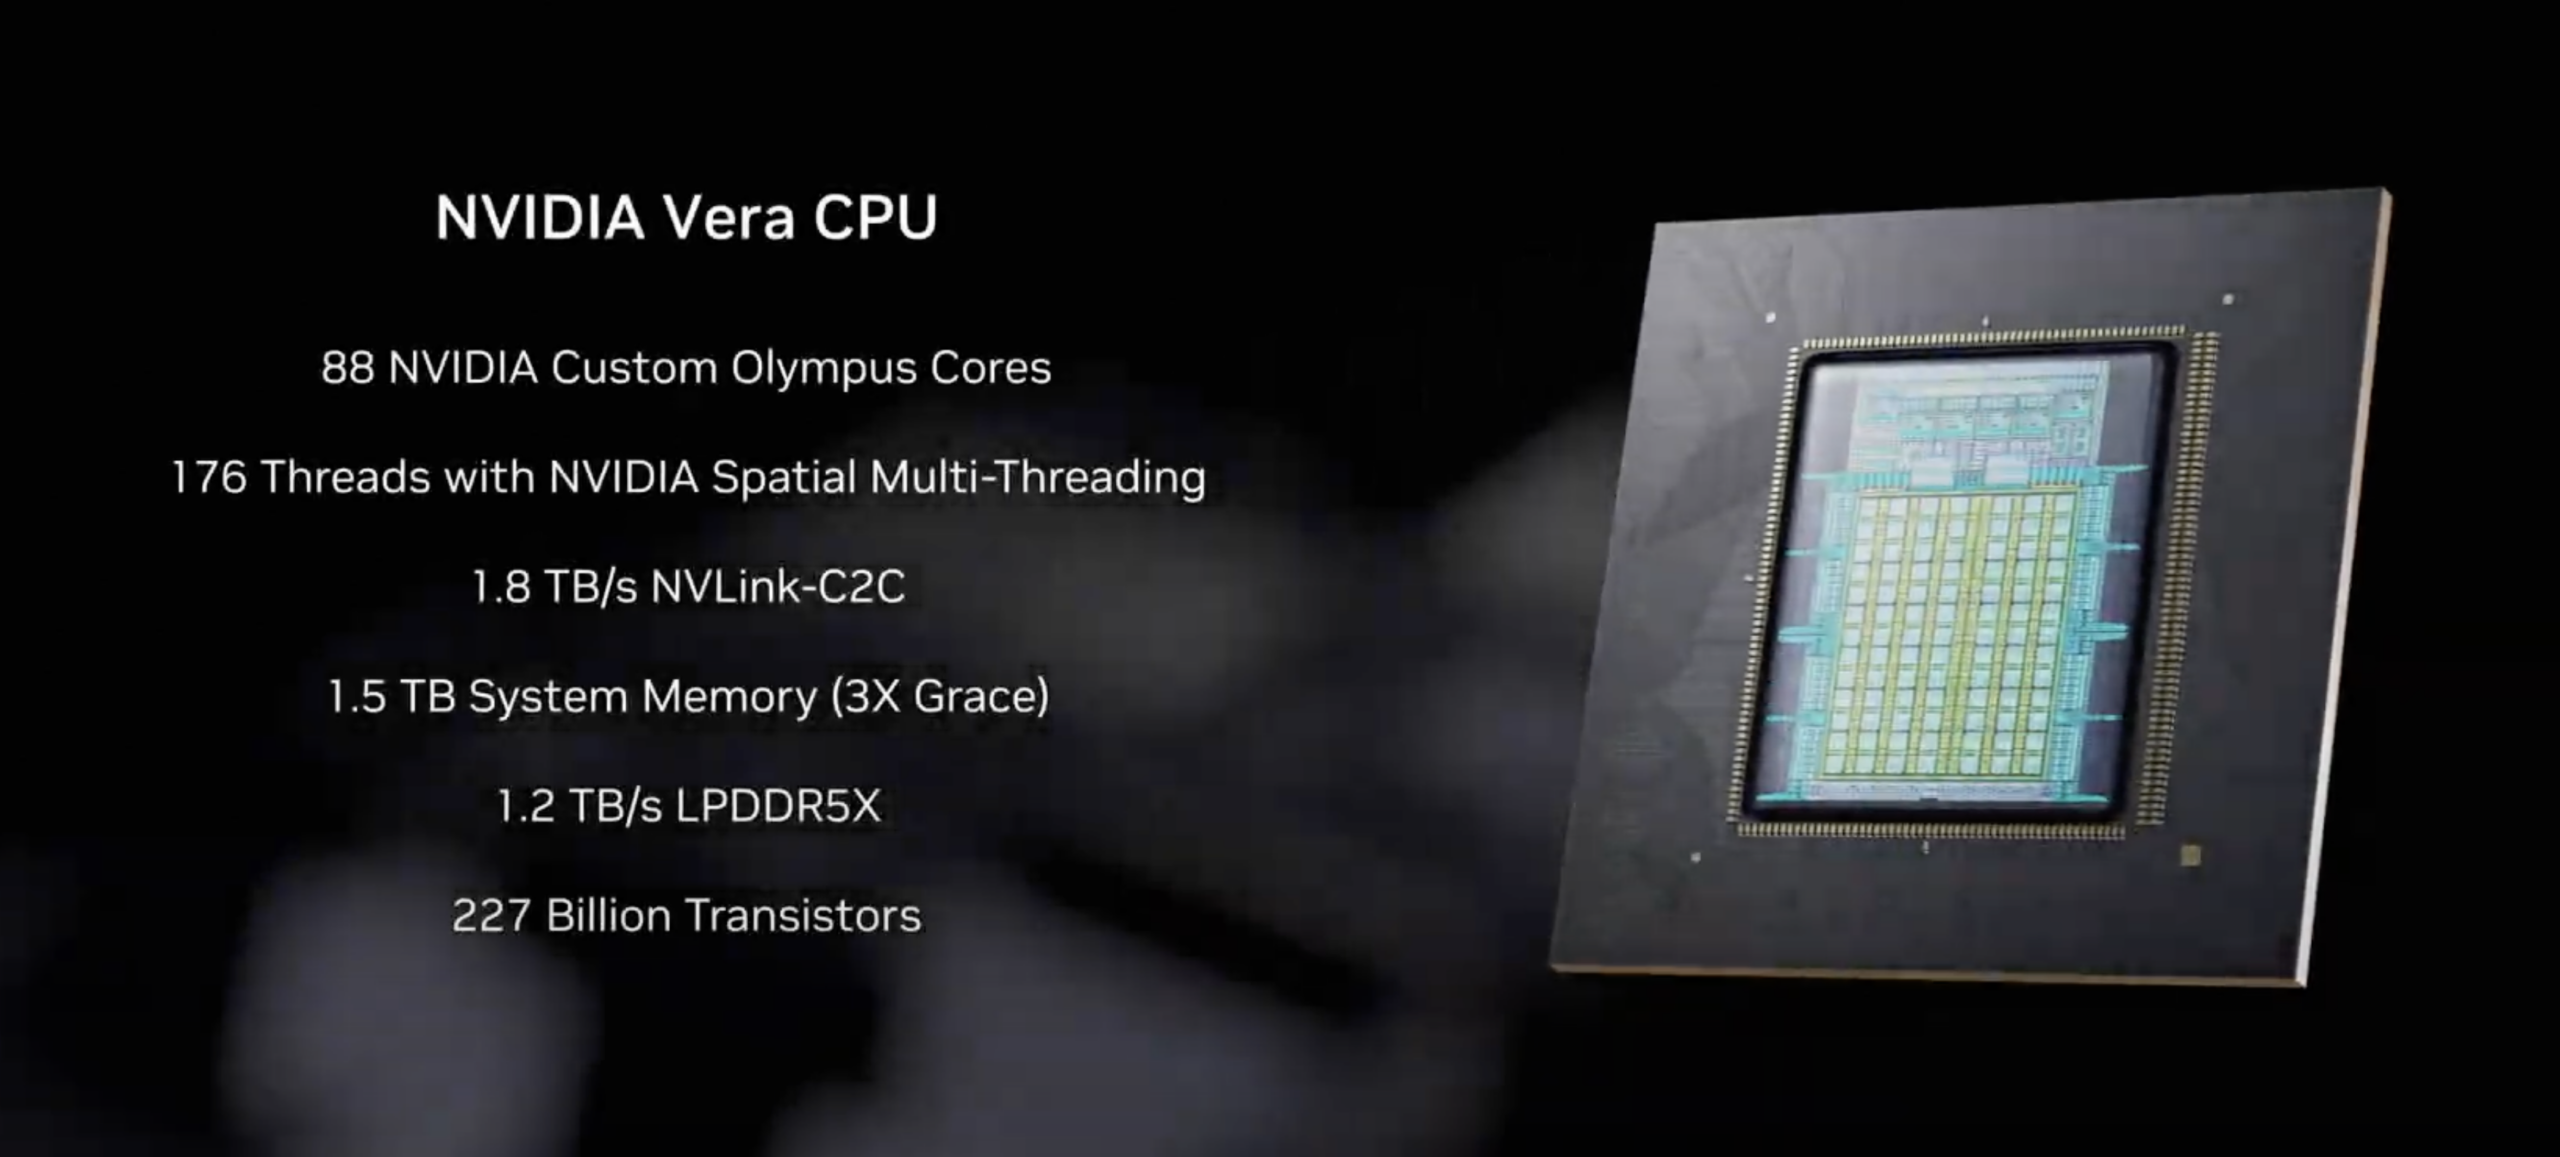 NVIDIA Vera CPU
88 NVIDIA Custom Olympus Cores
176 Threads with NVIDIA Spatial Multi-Threading
1.8 TB/s NVLink-C2C
1.5 TB System Memory (3X Grace)
1.2 TB/s LPDDR5X
227 Billion Transistors